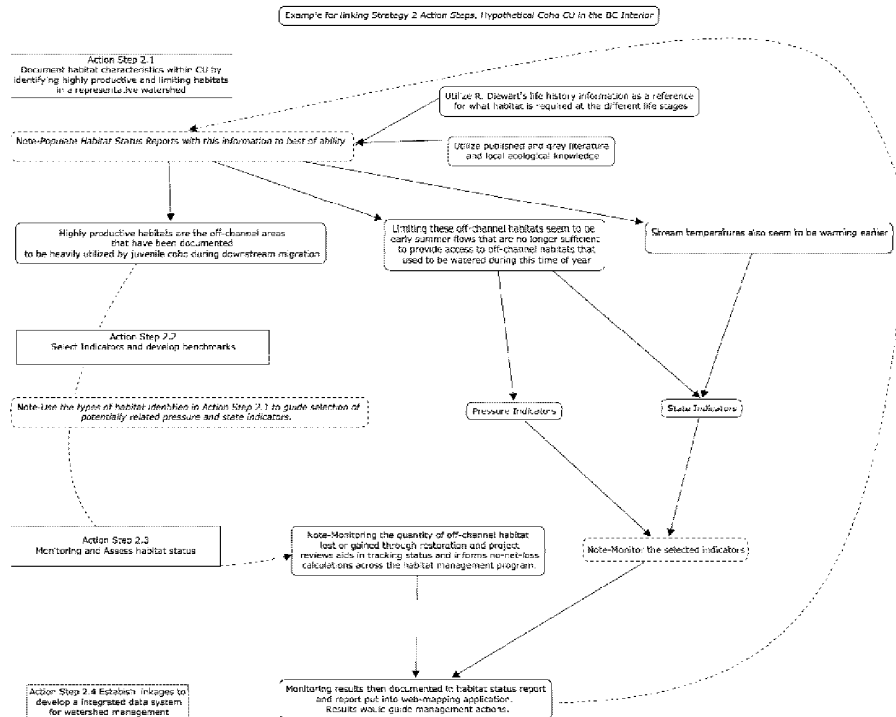 Example for linking Strategy 2 Action Steps, Hypothetical Coho CU in the BC Interior
Action Step 2.1
Document habitat characteristics within CU by
identifying highly productive and limiting habitats
in a representative watershed
Utilize R. Diewart's life history information as a reference
for what habitat is required at the different life stages
Note-Populate Habitat Status Reports with this information to best of ability
Utilize published and grey literature
and local ecological knowledge
Highly productive habitats are the off-channel areas
that have been documented
to be heavily utilized by juvenile coho during downstream migration
Limiting these off-channel habitats seem to be
early summer flows that are no longer sufficient
to provide access to off-channel habitats that
used to be watered during this time of year
Stream temperatures also seem to be warming earlier
Action Step 2.2
Select Indicators and develop benchmarks
Note-Use the types of habitat identified in Action Step 2.1 to guide selection of
potentially related pressure and state indicators.
Pressure Indicators
State Indicators
Action Step 2.3
Monitoring and Assess habitat status
Note-Monitoring the quantity of off-channel habitat
lost or gained through restoration and project
reviews aids in tracking status and informs no-net-loss
calculations across the habitat management program.
Note-Monitor the selected indicators
Action Step 2.4 Establish linkages to
develop a integrated data system
for watershed management
Monitoring results then documented in habitat status report
and report put into web-mapping application.
Results would guide management actions.